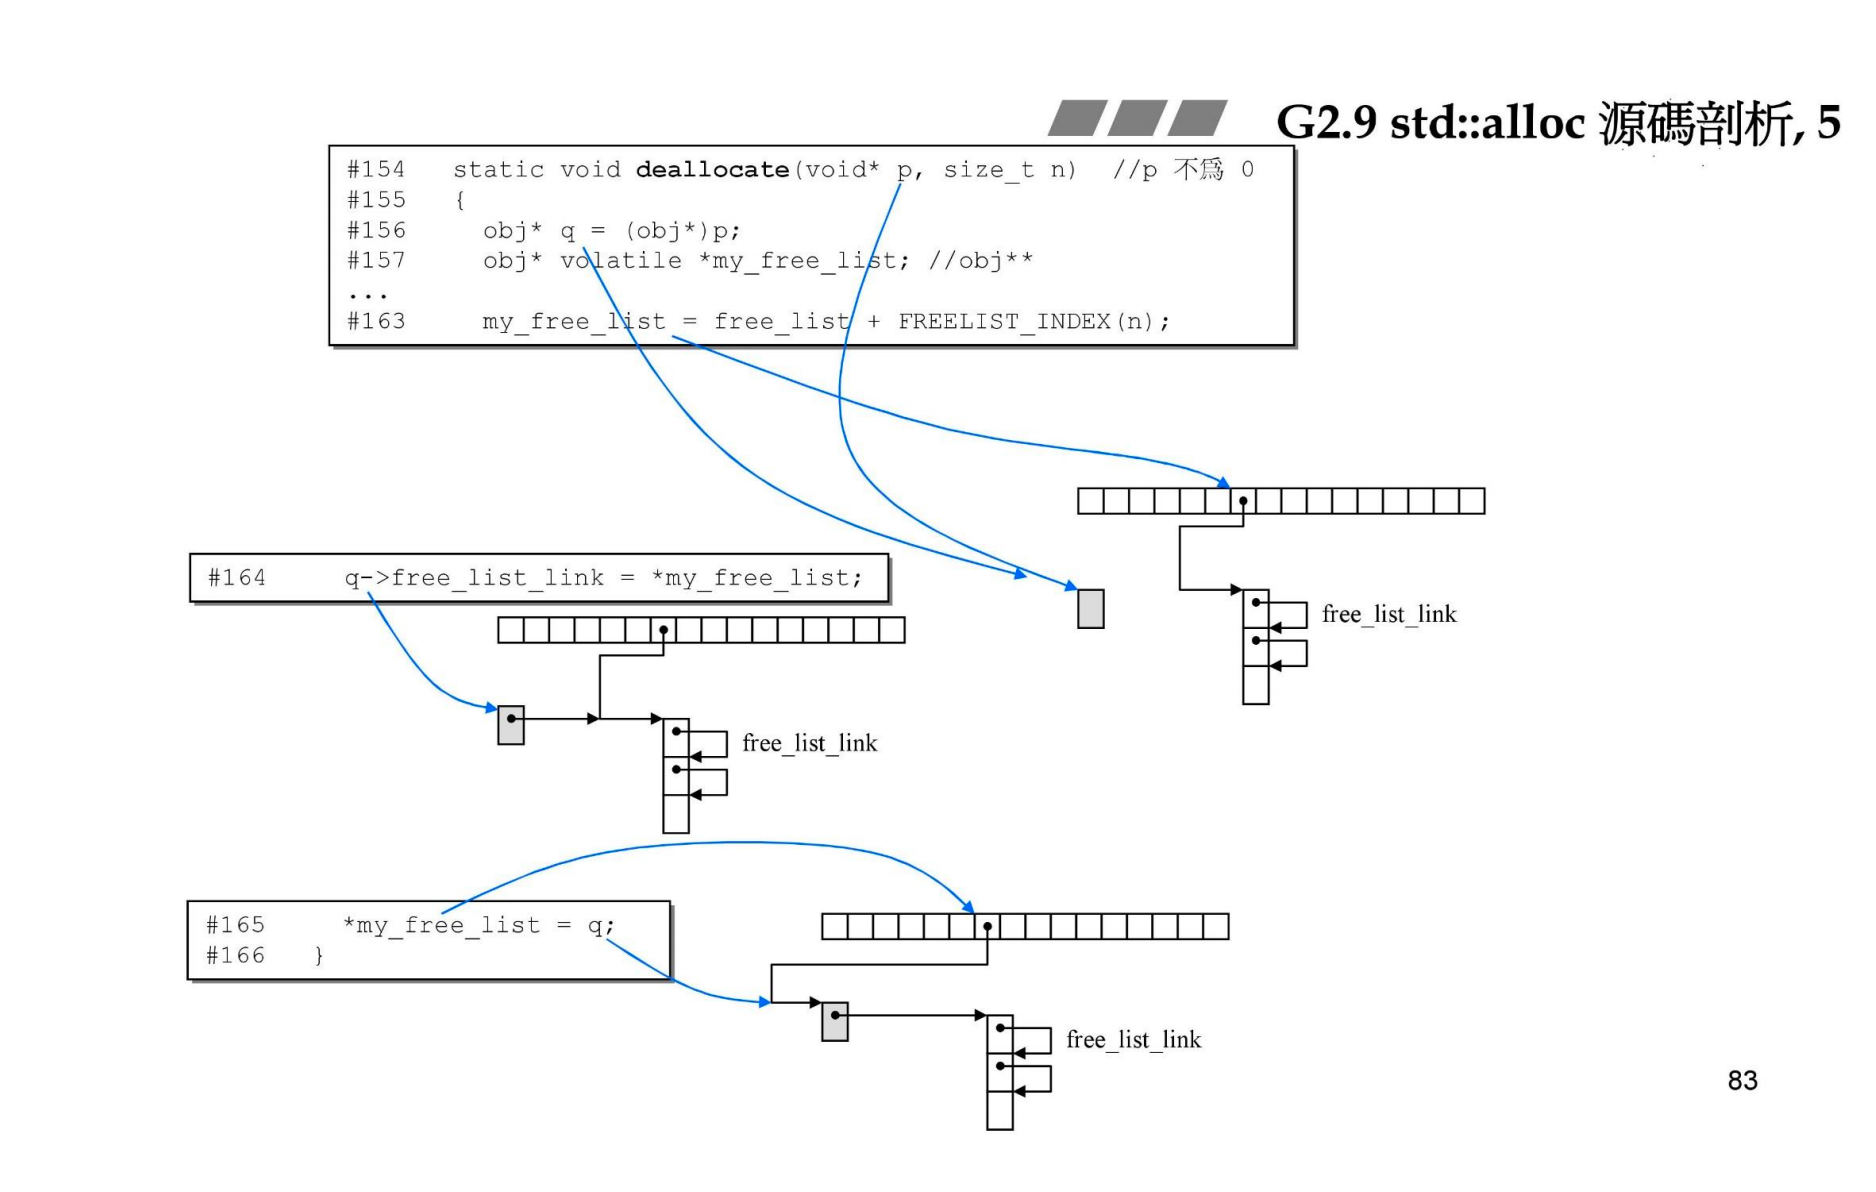 G2.9 std::alloc 源碼剖析, 5
#154 static void deallocate(void* p, size_t n) //p 不爲 0
#155 {
#156 obj* q = (obj*)p;
#157 obj* volatile *my_free_list; //obj**
...
#163 my_free_list = free_list + FREELIST_INDEX(n);
free_list_link
#164 q->free_list_link = *my_free_list;
free_list_link
#165 *my_free_list = q;
#166 }
free_list_link
83